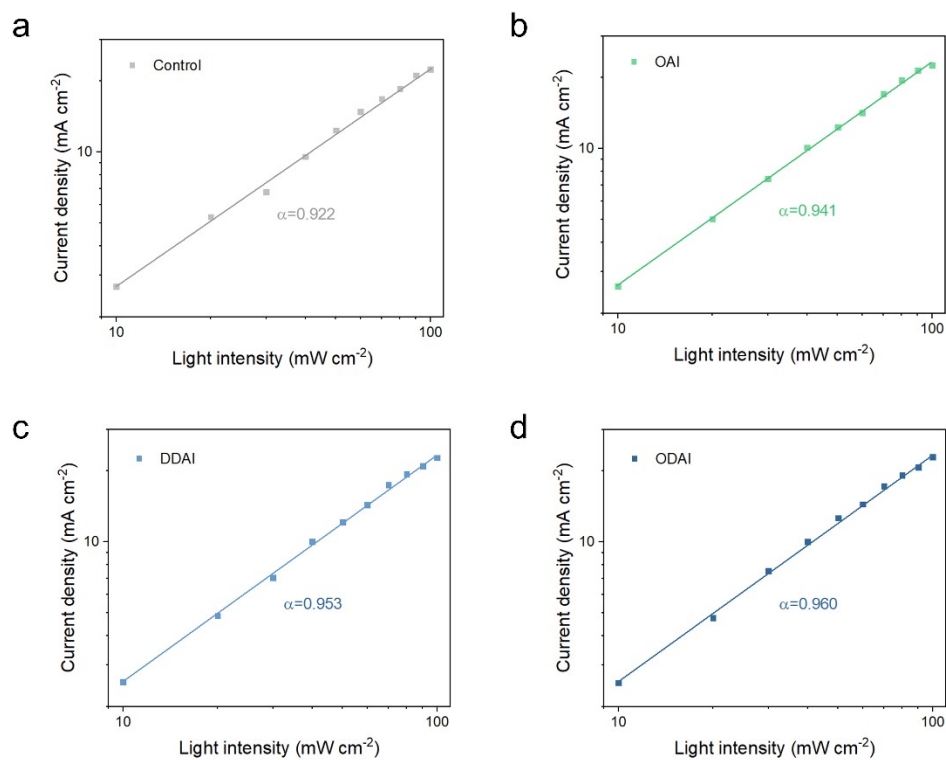 a
Control
Current density (mA cm-2)
10
α=0.922
10
100
Light intensity (mW cm-2)
b
OAI
Current density (mA cm-2)
10
α=0.941
10
100
Light intensity (mW cm-2)
c
DDAI
Current density (mA cm-2)
10
α=0.953
10
100
Light intensity (mW cm-2)
d
ODAI
Current density (mA cm-2)
10
α=0.960
10
100
Light intensity (mW cm-2)